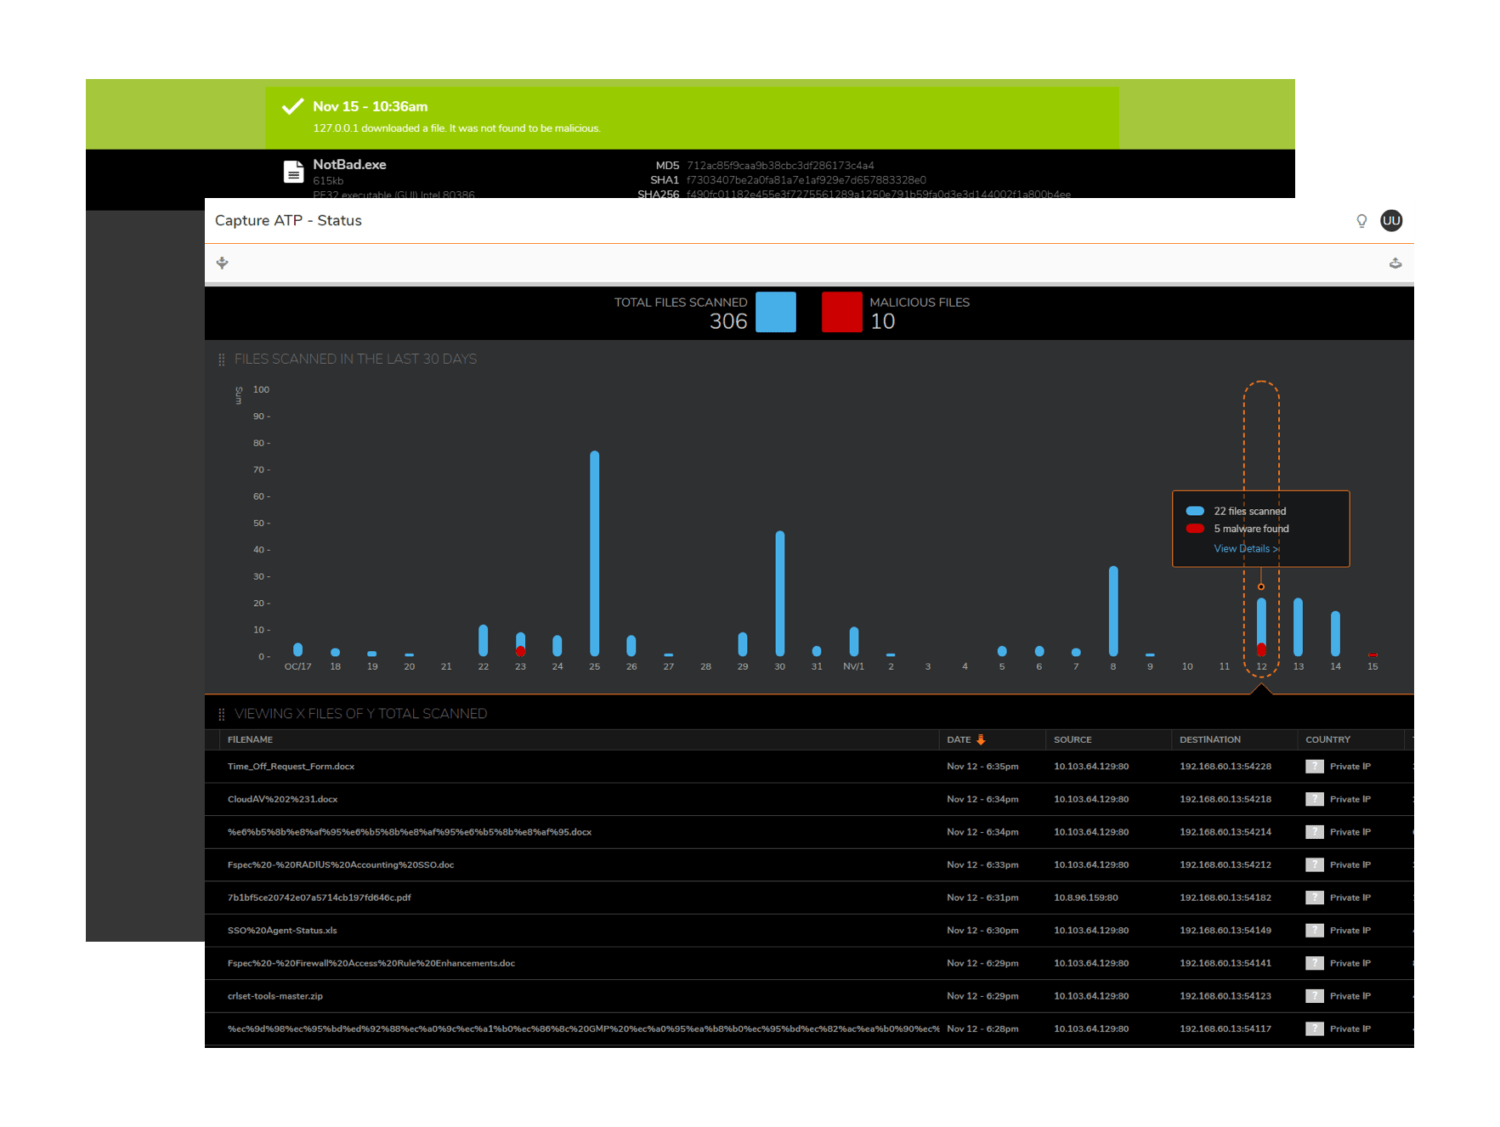 Nov 15 - 10:36am
127.0.0.1 downloaded a file. It was not found to be malicious.
NotBad.exe
615kb
PE32 executable (GUI) Intel 80386
MD5 712ac85f9caa9b38cbc3df286173c4a4
SHA1 f7303407be2a0fa81a7e1af929e7d657883328e0
SHA256 f490fc01182e455e3f7275561289a1250e791b59fa0d3e3d144002f1a800b4ee
Capture ATP - Status
UU
TOTAL FILES SCANNED
306
MALICIOUS FILES
10
FILES SCANNED IN THE LAST 30 DAYS
Sum
100
90 -
80 -
70 -
60 -
50 -
40 -
30 -
20 -
10 -
0 -
22 files scanned
5 malware found
View Details >
OC/17 18 19 20 21 22 23 24 25 26 27 28 29 30 31 NV/1 2 3 4 5 6 7 8 9 10 11 12 13 14 15
VIEWING X FILES OF Y TOTAL SCANNED
FILENAME DATE SOURCE DESTINATION COUNTRY
Time_Off_Request_Form.docx Nov 12 - 6:35pm 10.103.64.129:80 192.168.60.13:54228 ? Private IP
CloudAV%202%231.docx Nov 12 - 6:34pm 10.103.64.129:80 192.168.60.13:54218 ? Private IP
%e6%b5%8b%e8%af%95%e6%b5%8b%e8%af%95%e6%b5%8b%e8%af%95.docx Nov 12 - 6:34pm 10.103.64.129:80 192.168.60.13:54214 ? Private IP
Fspec%20-%20RADIUS%20Accounting%20SSO.doc Nov 12 - 6:33pm 10.103.64.129:80 192.168.60.13:54212 ? Private IP
7b1bf5ce20742e07a5714cb197fd646c.pdf Nov 12 - 6:31pm 10.8.96.159:80 192.168.60.13:54182 ? Private IP
SSO%20Agent-Status.xls Nov 12 - 6:30pm 10.103.64.129:80 192.168.60.13:54149 ? Private IP
Fspec%20-%20Firewall%20Access%20Rule%20Enhancements.doc Nov 12 - 6:29pm 10.103.64.129:80 192.168.60.13:54141 ? Private IP
crlset-tools-master.zip Nov 12 - 6:29pm 10.103.64.129:80 192.168.60.13:54123 ? Private IP
%ec%9d%98%ec%95%bd%ed%92%88%ec%a0%9c%ec%a1%b0%ec%86%8c%20GMP%20%ec%a0%95%ea%b8%b0%ec%95%bd%ec%82%ac%ea%b0%90%ec% Nov 12 - 6:28pm 10.103.64.129:80 192.168.60.13:54117 ? Private IP